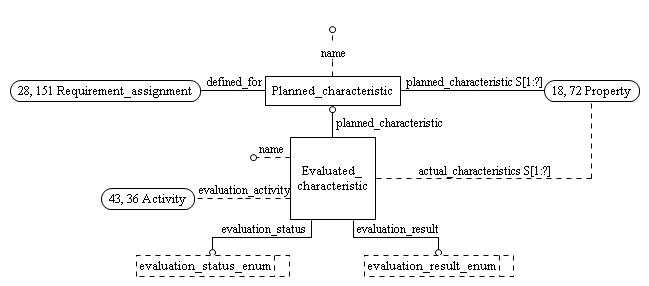 name
defined_for
planned_characteristic S[1:?]
28, 151 Requirement_assignment
Planned_characteristic
18, 72 Property
planned_characteristic
name
Evaluated_
characteristic
actual_characteristics S[1:?]
evaluation_activity
43, 36 Activity
evaluation_status
evaluation_result
evaluation_status_enum
evaluation_result_enum